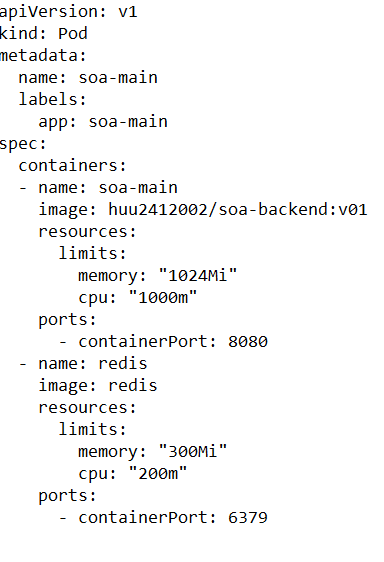 apiVersion: v1
kind: Pod
metadata:
  name: soa-main
  labels:
    app: soa-main
spec:
  containers:
  - name: soa-main
    image: huu2412002/soa-backend:v01
    resources:
      limits:
        memory: "1024Mi"
        cpu: "1000m"
    ports:
      - containerPort: 8080
  - name: redis
    image: redis
    resources:
      limits:
        memory: "300Mi"
        cpu: "200m"
    ports:
      - containerPort: 6379